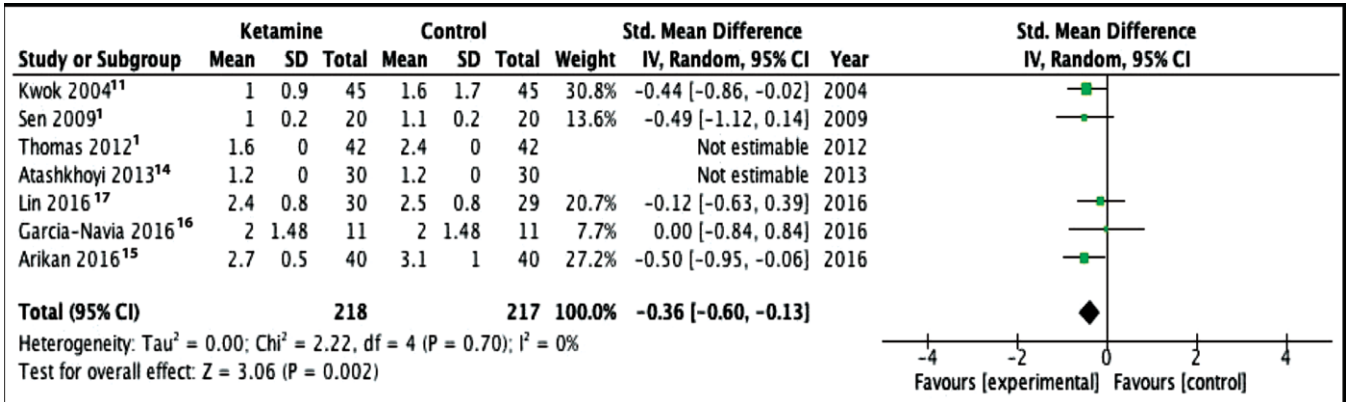 Ketamine Control Std. Mean Difference Std. Mean Difference
Study or Subgroup Mean SD Total Mean SD Total Weight IV, Random, 95% CI Year IV, Random, 95% CI
Kwok 2004¹¹ 1 0.9 45 1.6 1.7 45 30.8% -0.44 [-0.86, -0.02] 2004
Sen 2009¹ 1 0.2 20 1.1 0.2 20 13.6% -0.49 [-1.12, 0.14] 2009
Thomas 2012¹ 1.6 0 42 2.4 0 42 Not estimable 2012
Atashkhoyi 2013¹⁴ 1.2 0 30 1.2 0 30 Not estimable 2013
Lin 2016¹⁷ 2.4 0.8 30 2.5 0.8 29 20.7% -0.12 [-0.63, 0.39] 2016
Garcia-Navia 2016¹⁶ 2 1.48 11 2 1.48 11 7.7% 0.00 [-0.84, 0.84] 2016
Arikan 2016¹⁵ 2.7 0.5 40 3.1 1 40 27.2% -0.50 [-0.95, -0.06] 2016
Total (95% CI) 218 217 100.0% -0.36 [-0.60, -0.13]
Heterogeneity: Tau² = 0.00; Chi² = 2.22, df = 4 (P = 0.70); I² = 0%
Test for overall effect: Z = 3.06 (P = 0.002)
-4 -2 0 2 4
Favours [experimental] Favours [control]